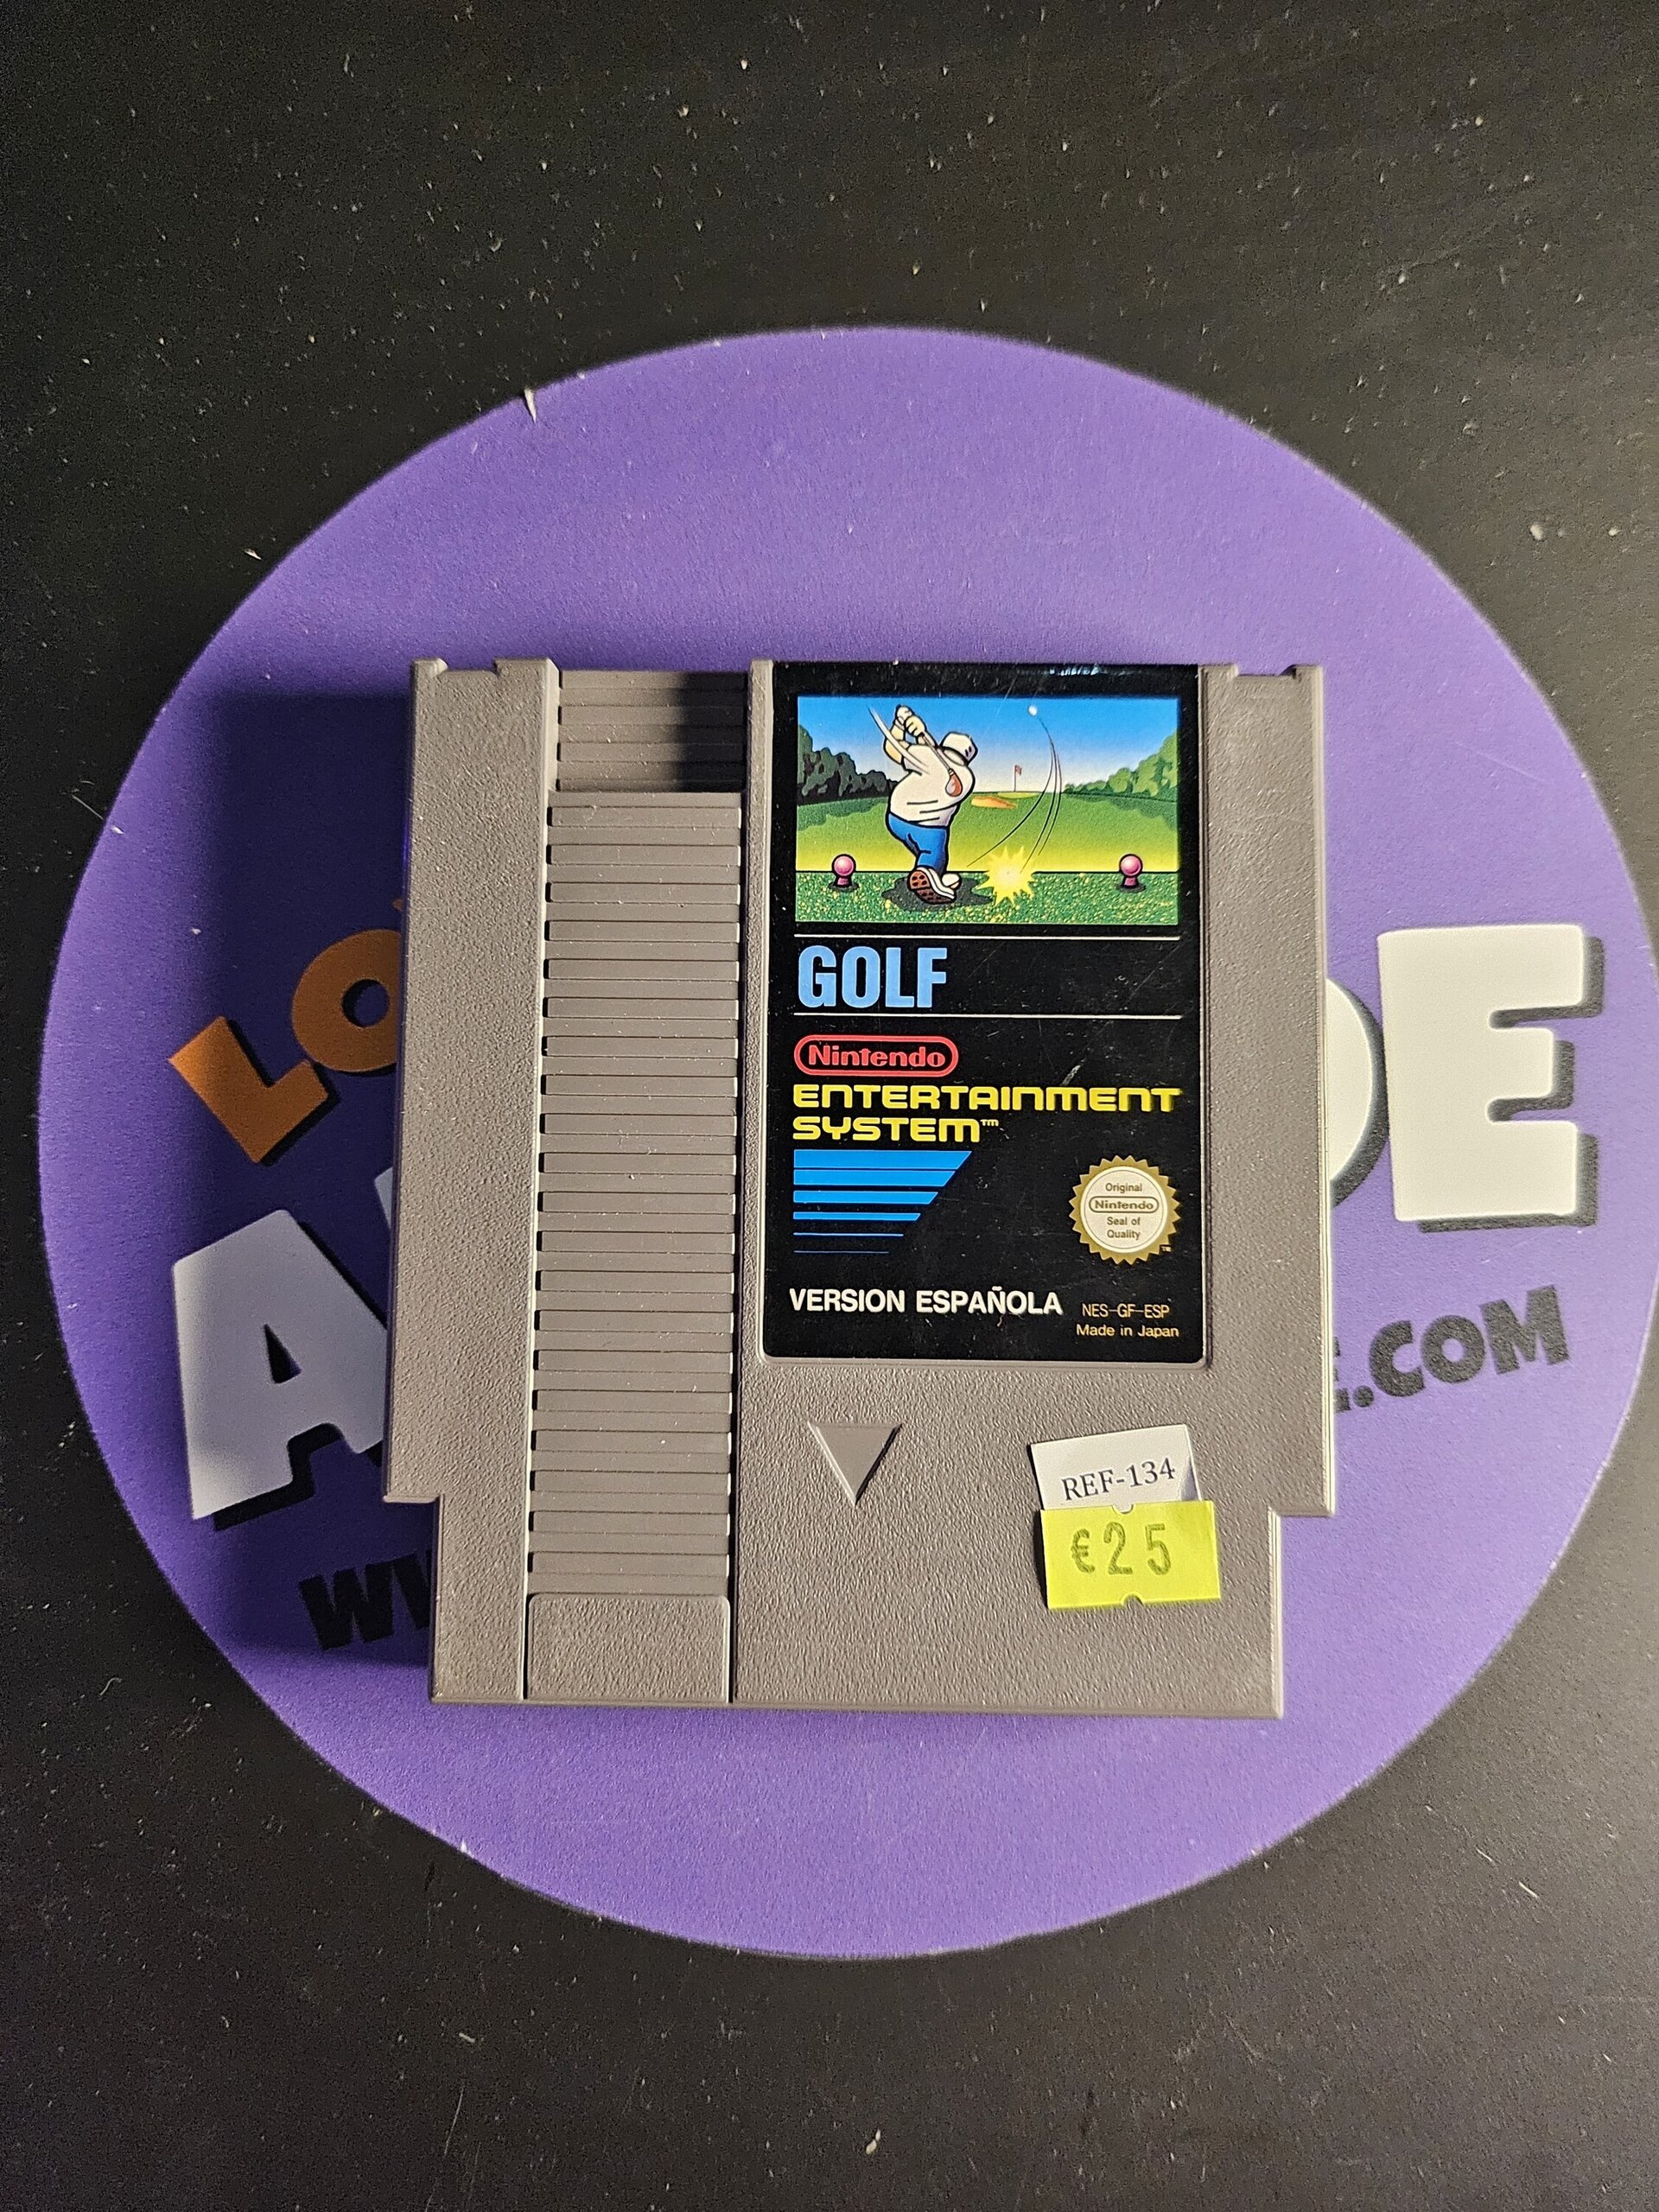 GOLF
Nintendo
ENTERTAINMENT
SYSTEM™
Original
Nintendo
Seal of
Quality
VERSION ESPAÑOLA
NES-GF-ESP
Made in Japan
REF-134
€25
.COM